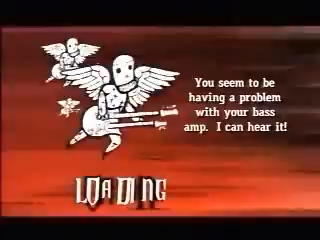 You seem to be
having a problem
with your bass
amp. I can hear it!
LOADING